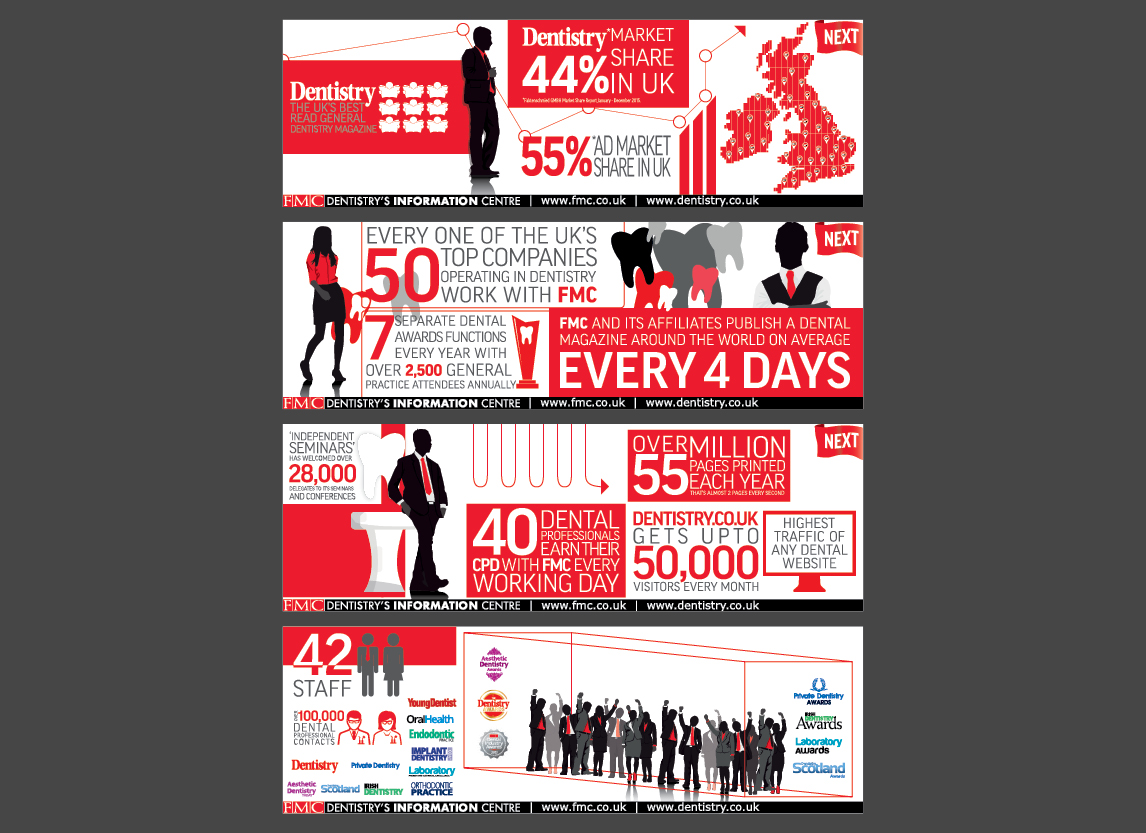 Dentistry
THE UK'S BEST
READ GENERAL
DENTISTRY MAGAZINE
Dentistry *MARKET
44% SHARE
IN UK
55% *AD MARKET
SHARE IN UK
NEXT
FMC DENTISTRY'S INFORMATION CENTRE | www.fmc.co.uk | www.dentistry.co.uk
EVERY ONE OF THE UK'S
50 TOP COMPANIES
OPERATING IN DENTISTRY
WORK WITH FMC
7 SEPARATE DENTAL
AWARDS FUNCTIONS
EVERY YEAR WITH
OVER 2,500 GENERAL
PRACTICE ATTENDEES ANNUALLY
NEXT
FMC AND ITS AFFILIATES PUBLISH A DENTAL
MAGAZINE AROUND THE WORLD ON AVERAGE
EVERY 4 DAYS
FMC DENTISTRY'S INFORMATION CENTRE | www.fmc.co.uk | www.dentistry.co.uk
'INDEPENDENT
SEMINARS'
HAS WELCOMED OVER
28,000
DELEGATES TO ITS SEMINARS
AND CONFERENCES
40 DENTAL
PROFESSIONALS
EARN THEIR
CPD WITH FMC EVERY
WORKING DAY
OVER MILLION
55 PAGES PRINTED
EACH YEAR
THAT'S ALMOST 2 PAGES EVERY SECOND
DENTISTRY.CO.UK
GETS UPTO
50,000
VISITORS EVERY MONTH
HIGHEST
TRAFFIC OF
ANY DENTAL
WEBSITE
NEXT
FMC DENTISTRY'S INFORMATION CENTRE | www.fmc.co.uk | www.dentistry.co.uk
42
STAFF
OVER 100,000
DENTAL
PROFESSIONAL
CONTACTS
Young Dentist
OralHealth
Endodontic
PRACTICE
IMPLANT
DENTISTRY
Laboratory
ORTHODONTIC
PRACTICE
Dentistry
Private Dentistry
Aesthetic
Dentistry
Scotland
IRISH
DENTISTRY
Aesthetic
Dentistry
Awards
Dentistry
Private Dentistry
AWARDS
IRISH
DENTISTRY
Awards
Laboratory
Awards
Scotland
Awards
FMC DENTISTRY'S INFORMATION CENTRE | www.fmc.co.uk | www.dentistry.co.uk